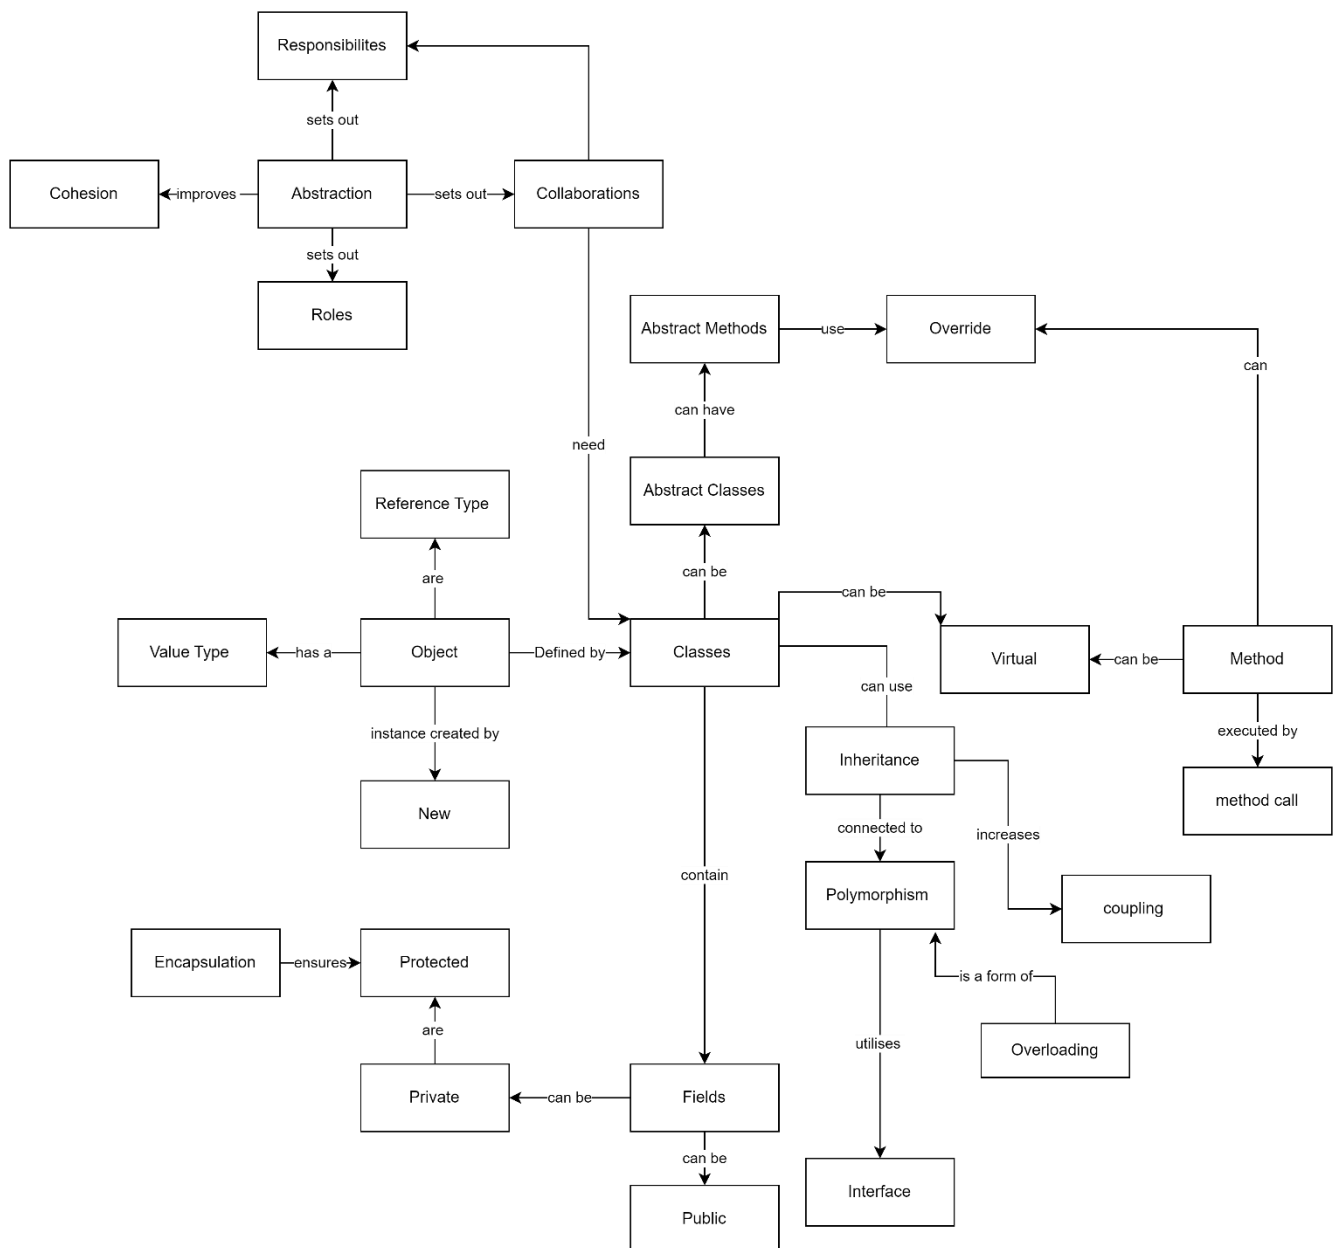 Responsibilites
sets out
Cohesion
improves
Abstraction
sets out
Collaborations
sets out
Roles
Abstract Methods
use
Override
can
can have
need
Abstract Classes
Reference Type
are
can be
can be
Value Type
has a
Object
Defined by
Classes
Virtual
can be
Method
can use
instance created by
executed by
Inheritance
New
method call
connected to
increases
contain
Polymorphism
coupling
Encapsulation
ensures
Protected
is a form of
are
utilises
Overloading
Private
can be
Fields
can be
Interface
Public